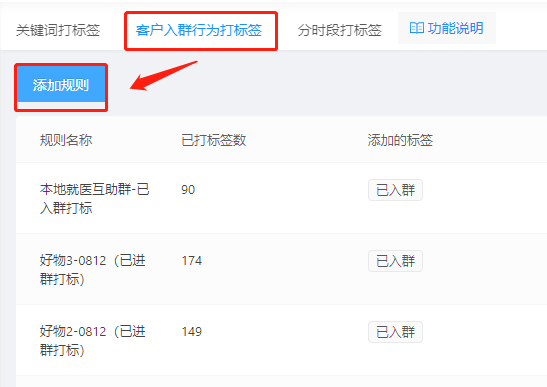 关键词打标签 客户入群行为打标签 分时段打标签 功能说明
添加规则
规则名称 已打标签数 添加的标签
本地就医互助群-已 90 已入群
入群打标
好物3-0812（已进 174 已入群
群打标）
好物2-0812（已进 149 已入群
群打标）